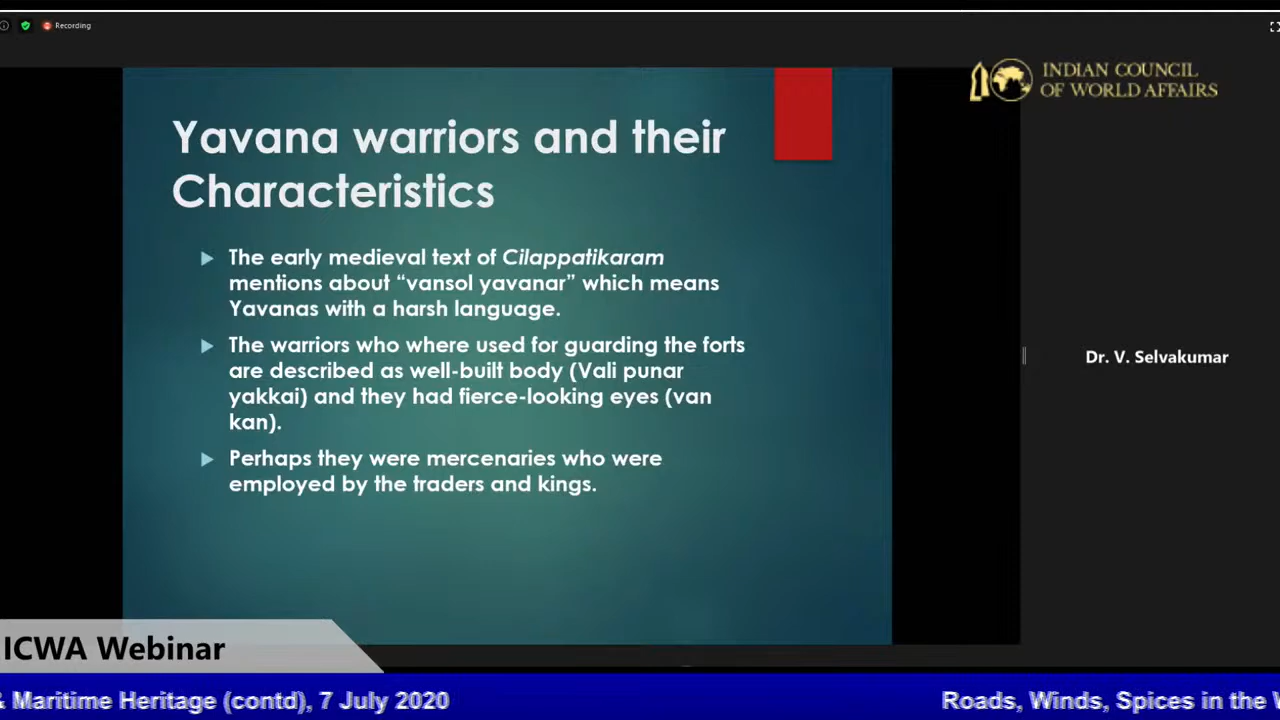 Recording
INDIAN COUNCIL
OF WORLD AFFAIRS
Yavana warriors and their
Characteristics
The early medieval text of Cilappatikaram
mentions about “vansol yavanar” which means
Yavanas with a harsh language.
The warriors who where used for guarding the forts
are described as well-built body (Vali punar
yakkai) and they had fierce-looking eyes (van
kan).
Perhaps they were mercenaries who were
employed by the traders and kings.
Dr. V. Selvakumar
ICWA Webinar
& Maritime Heritage (contd), 7 July 2020
Roads, Winds, Spices in the